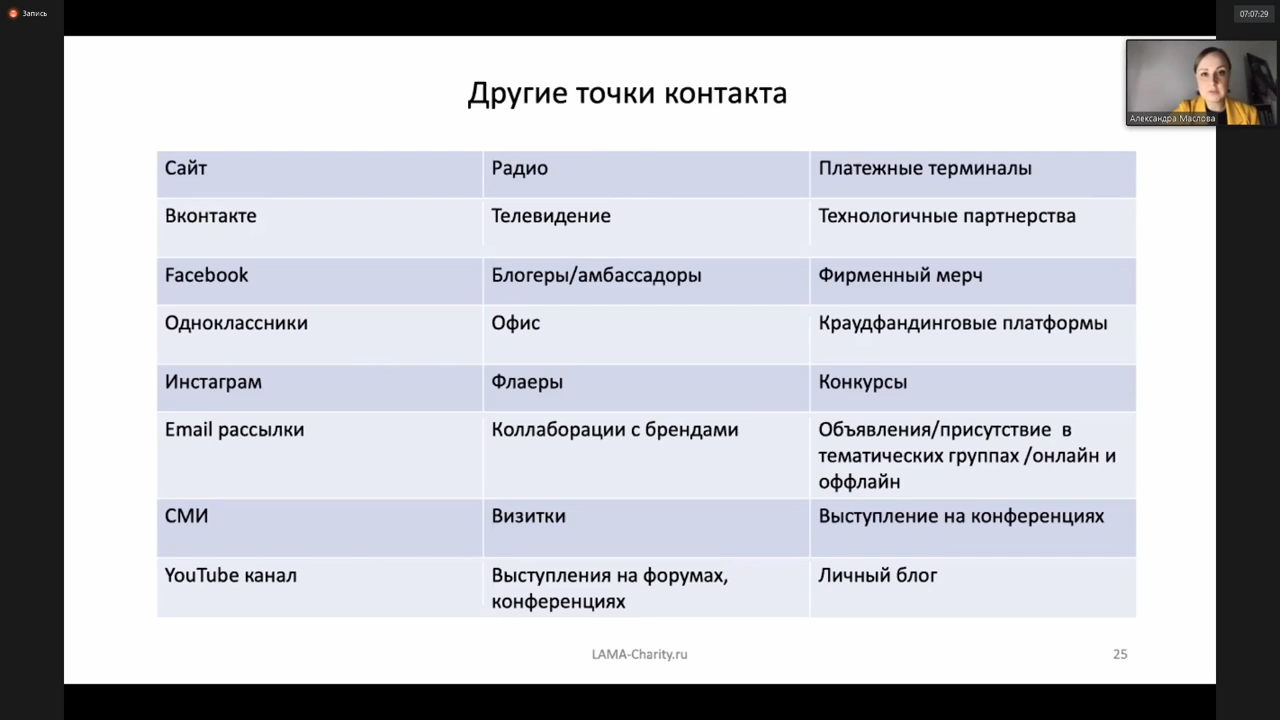 Запись
07:07:29
Александра Маслова
Другие точки контакта
Сайт
Радио
Платежные терминалы
Вконтакте
Телевидение
Технологичные партнерства
Facebook
Блогеры/амбассадоры
Фирменный мерч
Одноклассники
Офис
Краудфандинговые платформы
Инстаграм
Флаеры
Конкурсы
Email рассылки
Коллаборации с брендами
Объявления/присутствие в
тематических группах /онлайн и
оффлайн
СМИ
Визитки
Выступление на конференциях
YouTube канал
Выступления на форумах,
конференциях
Личный блог
LAMA-Charity.ru
25